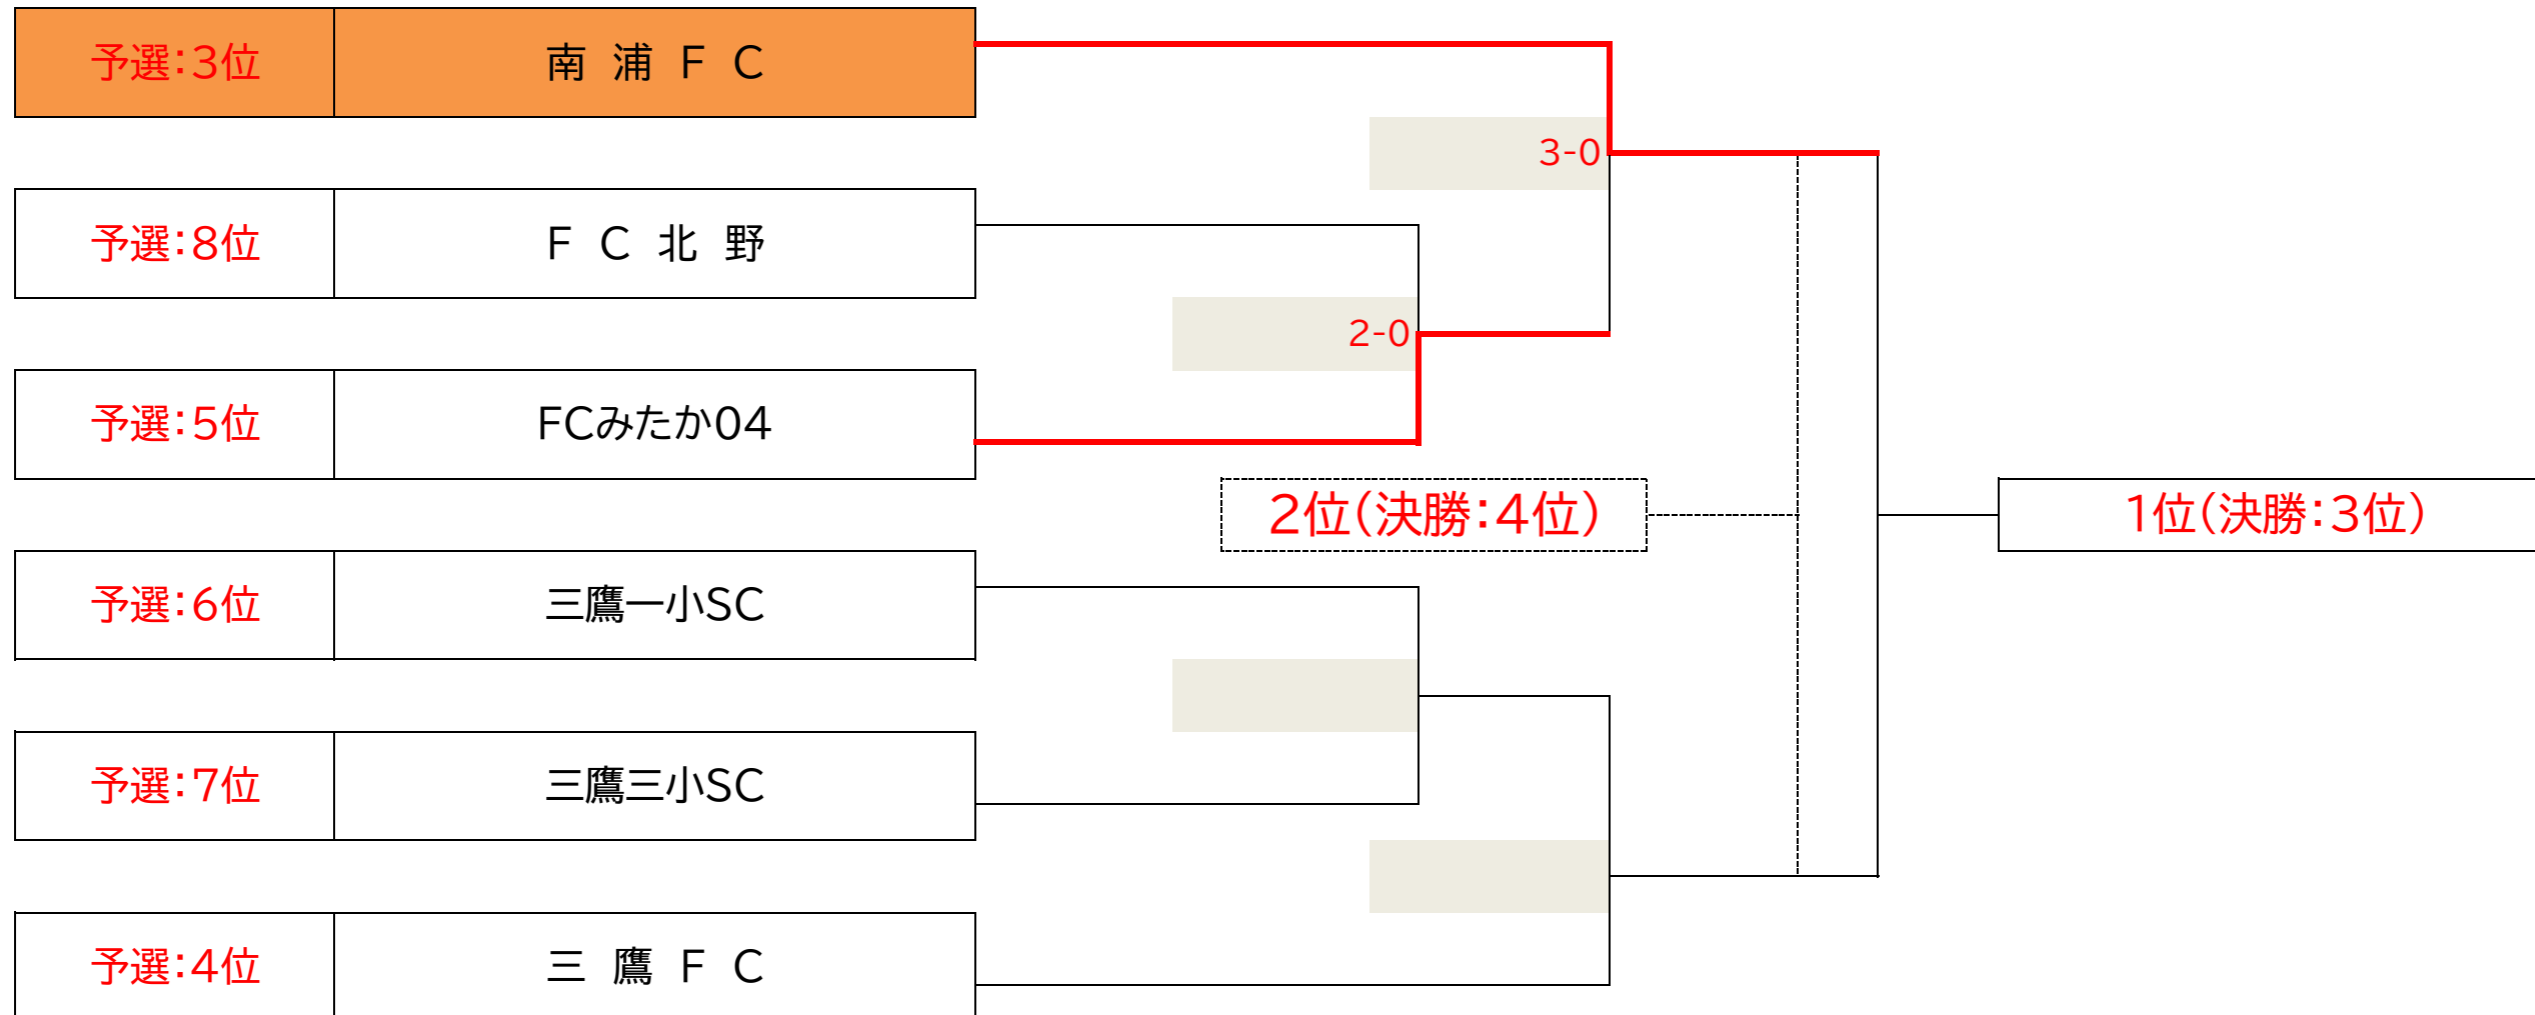 予選：3位 南 浦 F C
3-0
予選：8位 F C 北 野
2-0
予選：5位 FCみたか04
2位（決勝：4位） 1位（決勝：3位）
予選：6位 三鷹一小SC
予選：7位 三鷹三小SC
予選：4位 三 鷹 F C